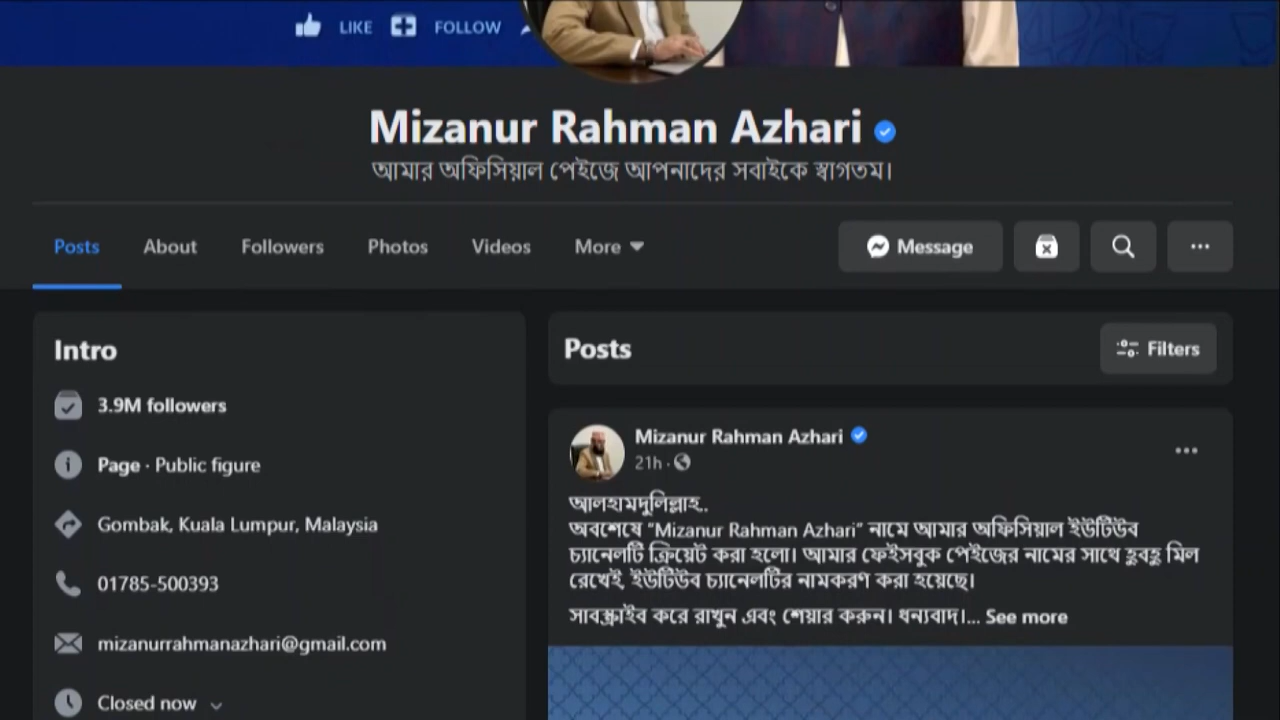 LIKE FOLLOW
Mizanur Rahman Azhari
আমার অফিসিয়াল পেইজে আপনাদের সবাইকে স্বাগতম।
Posts About Followers Photos Videos More
Message
Intro
3.9M followers
Page · Public figure
Gombak, Kuala Lumpur, Malaysia
01785-500393
mizanurrahmanazhari@gmail.com
Closed now
Posts
Filters
Mizanur Rahman Azhari
21h ·
আলহামদুলিল্লাহ..
অবশেষে “Mizanur Rahman Azhari” নামে আমার অফিসিয়াল ইউটিউব
চ্যানেলটি ক্রিয়েট করা হলো। আমার ফেইসবুক পেইজের নামের সাথে হুবহু মিল
রেখেই, ইউটিউব চ্যানেলটির নামকরণ করা হয়েছে।
সাবস্ক্রাইব করে রাখুন এবং শেয়ার করুন। ধন্যবাদ।... See more